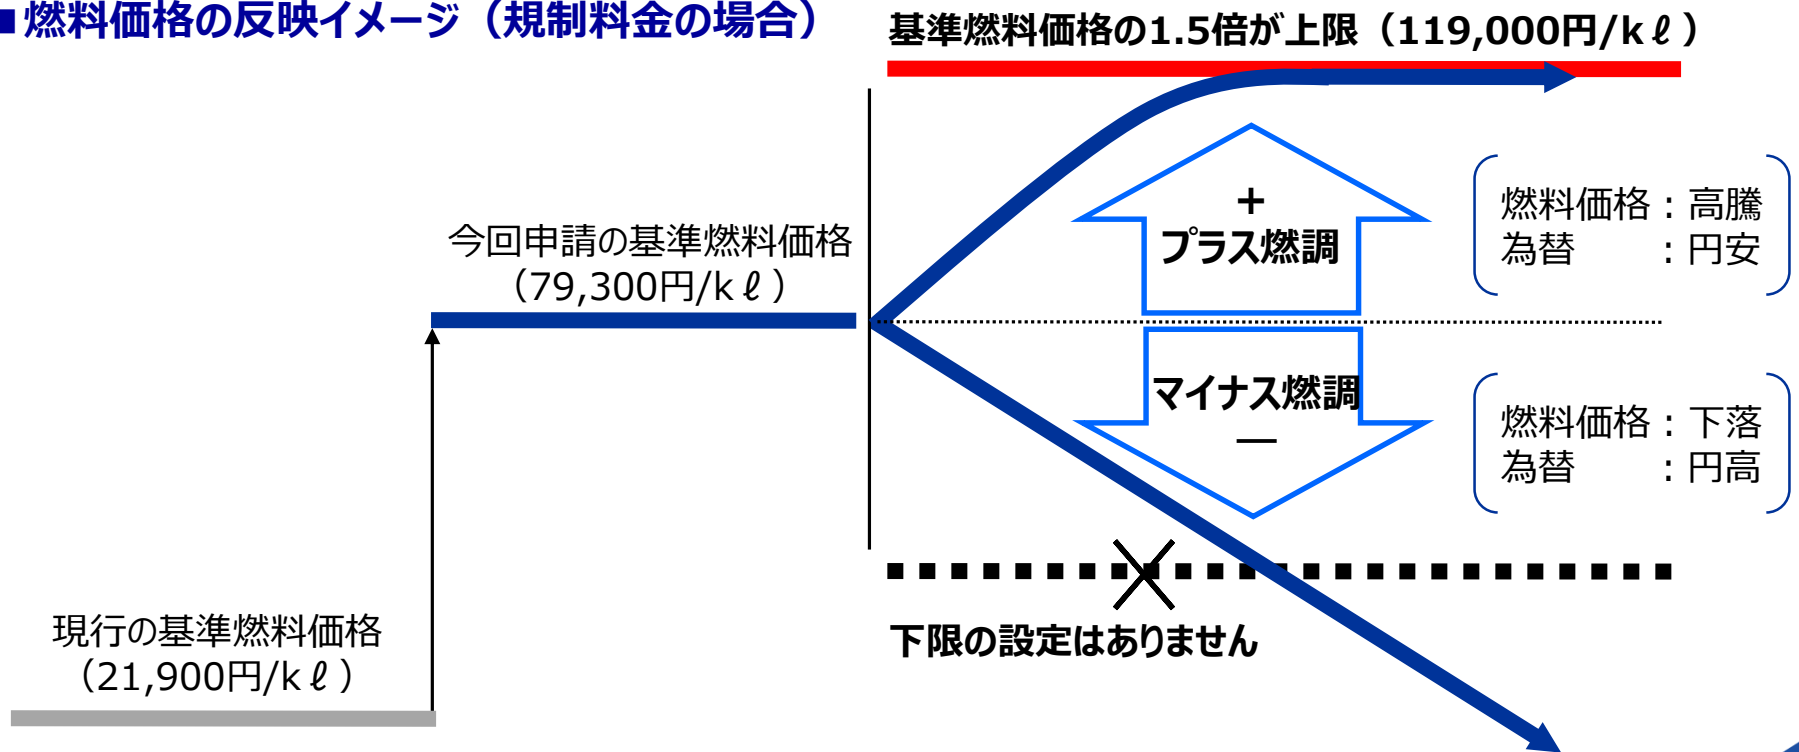 ■燃料価格の反映イメージ（規制料金の場合）
基準燃料価格の1.5倍が上限（119,000円/kℓ）
今回申請の基準燃料価格
（79,300円/kℓ）
＋
プラス燃調
燃料価格：高騰
為替　　：円安
マイナス燃調
―
燃料価格：下落
為替　　：円高
現行の基準燃料価格
（21,900円/kℓ）
下限の設定はありません